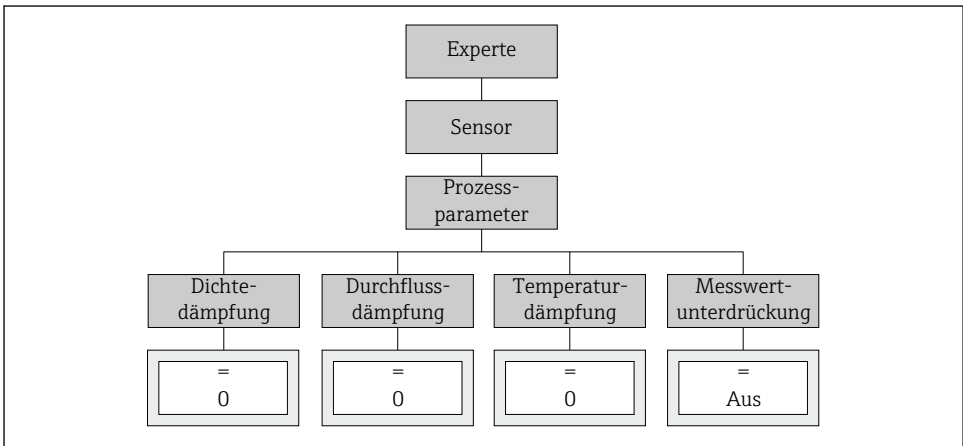 Experte
Sensor
Prozess-
parameter
Dichte-
dämpfung
Durchfluss-
dämpfung
Temperatur-
dämpfung
Messwert-
unterdrückung
=
0
=
0
=
0
=
Aus